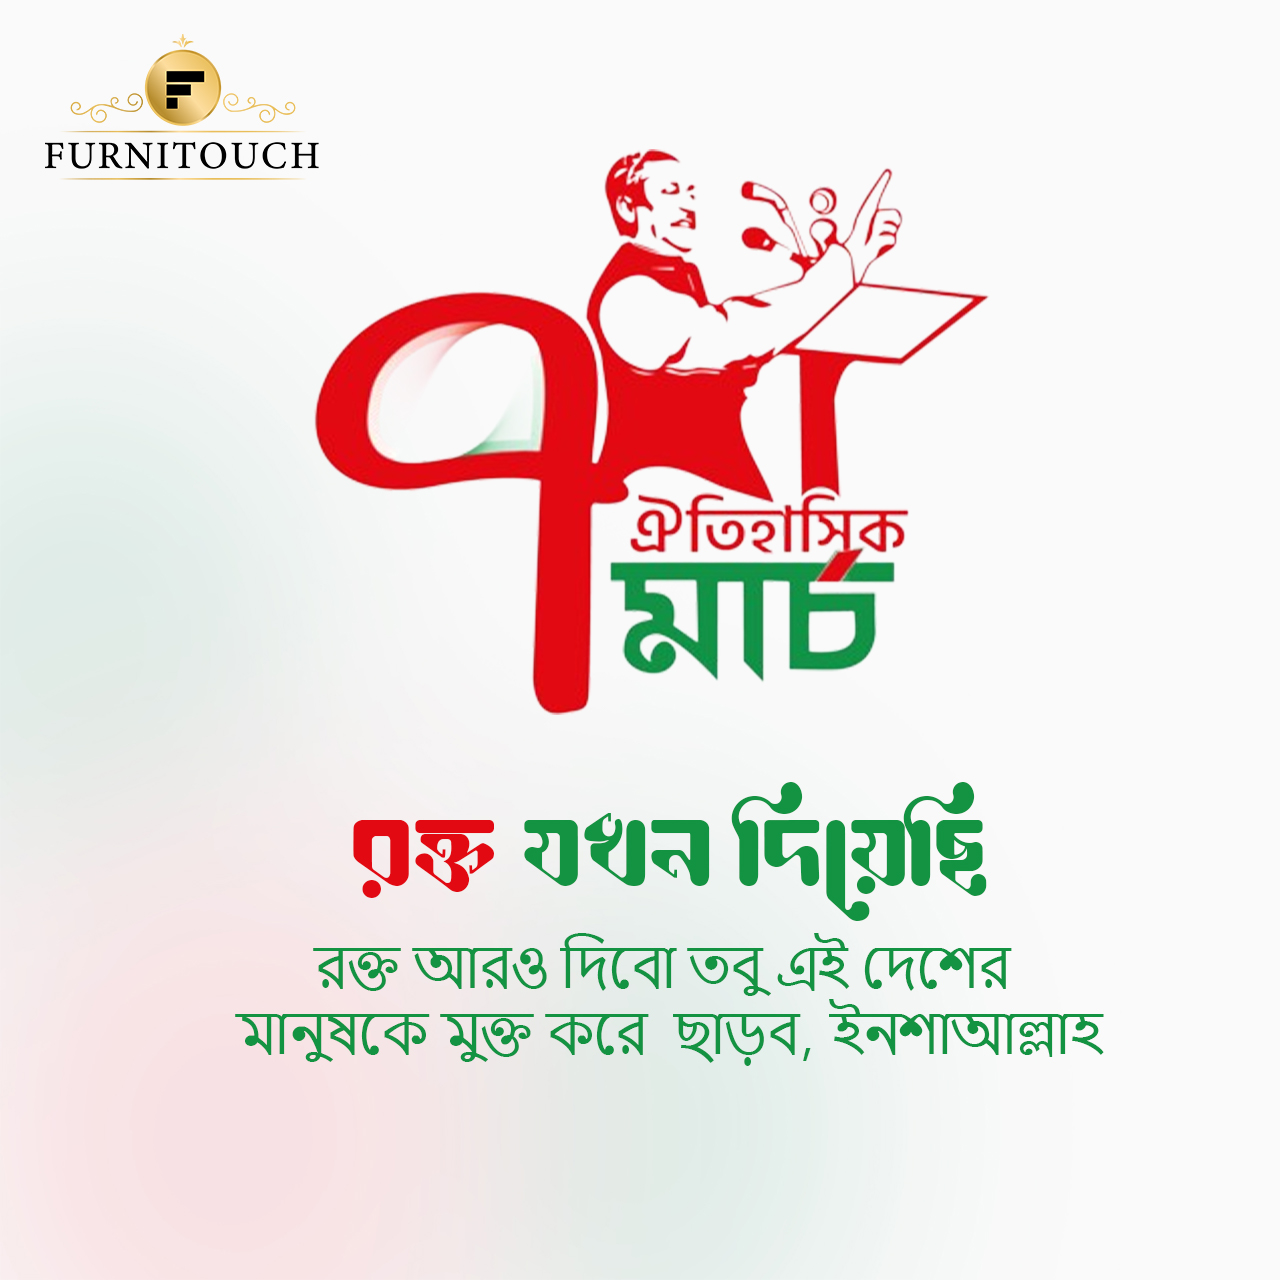 FURNITOUCH
৭ই
ঐতিহাসিক
মার্চ
রক্ত যখন দিয়েছি
রক্ত আরও দিবো তবু এই দেশের
মানুষকে মুক্ত করে ছাড়ব, ইনশাআল্লাহ